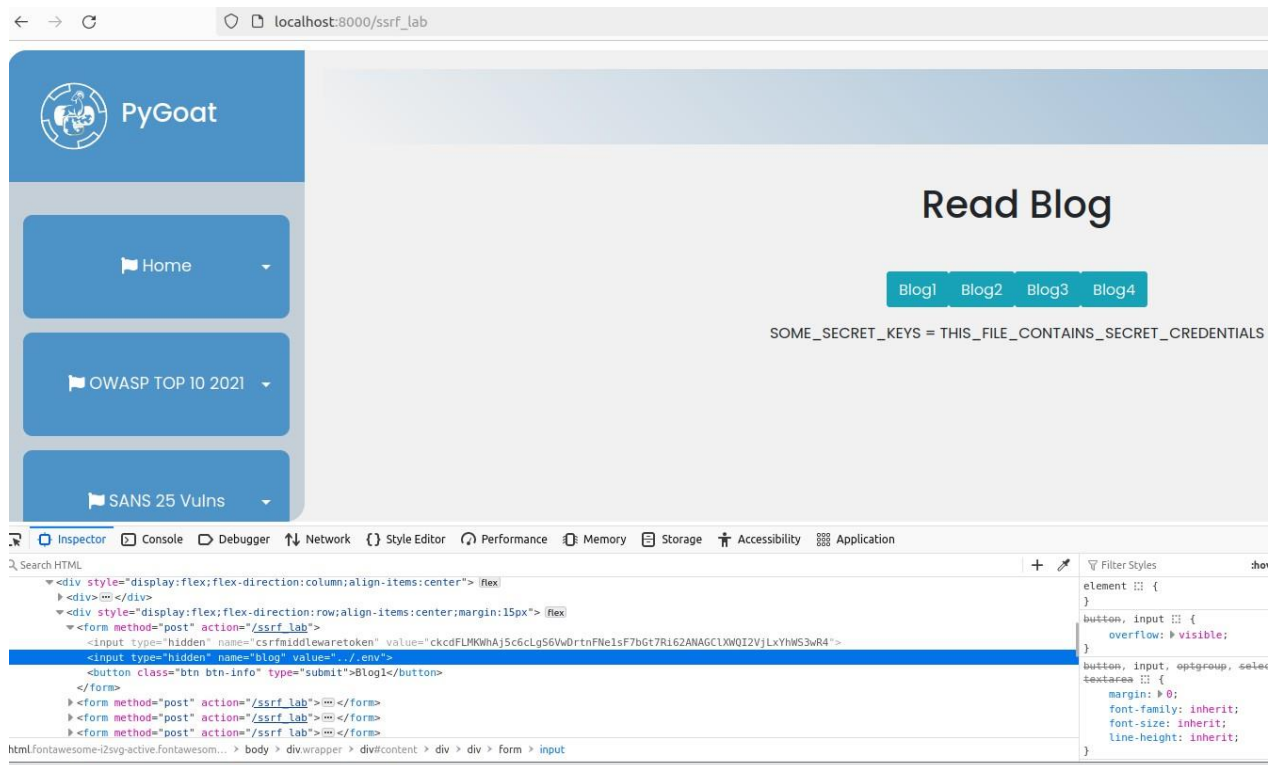 localhost:8000/ssrf_lab
PyGoat
Home
OWASP TOP 10 2021
SANS 25 Vulns
Read Blog
Blog1 Blog2 Blog3 Blog4
SOME_SECRET_KEYS = THIS_FILE_CONTAINS_SECRET_CREDENTIALS
Inspector Console Debugger Network {} Style Editor Performance Memory Storage Accessibility Application
Search HTML
<div style="display:flex;flex-direction:column;align-items:center"> flex
<div> ⋯ </div>
<div style="display:flex;flex-direction:row;align-items:center;margin:15px"> flex
<form method="post" action="/ssrf_lab">
<input type="hidden" name="csrfmiddlewaretoken" value="ckcdFLMKWhAj5c6cLgS6VwDrtnFNe1sF7bGt7Ri62ANAGClXWQI2VjLxYhWS3wR4">
<input type="hidden" name="blog" value="../.env">
<button class="btn btn-info" type="submit">Blog1</button>
</form>
<form method="post" action="/ssrf_lab"> ⋯ </form>
<form method="post" action="/ssrf_lab"> ⋯ </form>
<form method="post" action="/ssrf_lab"> ⋯ </form>
html.fontawesome-i2svg-active.fontawesom... > body > div.wrapper > div#content > div > div > form > input
Filter Styles :hov
element {
}
button, input {
overflow: visible;
}
button, input, optgroup, selec
textarea {
margin: 0;
font-family: inherit;
font-size: inherit;
line-height: inherit;
}